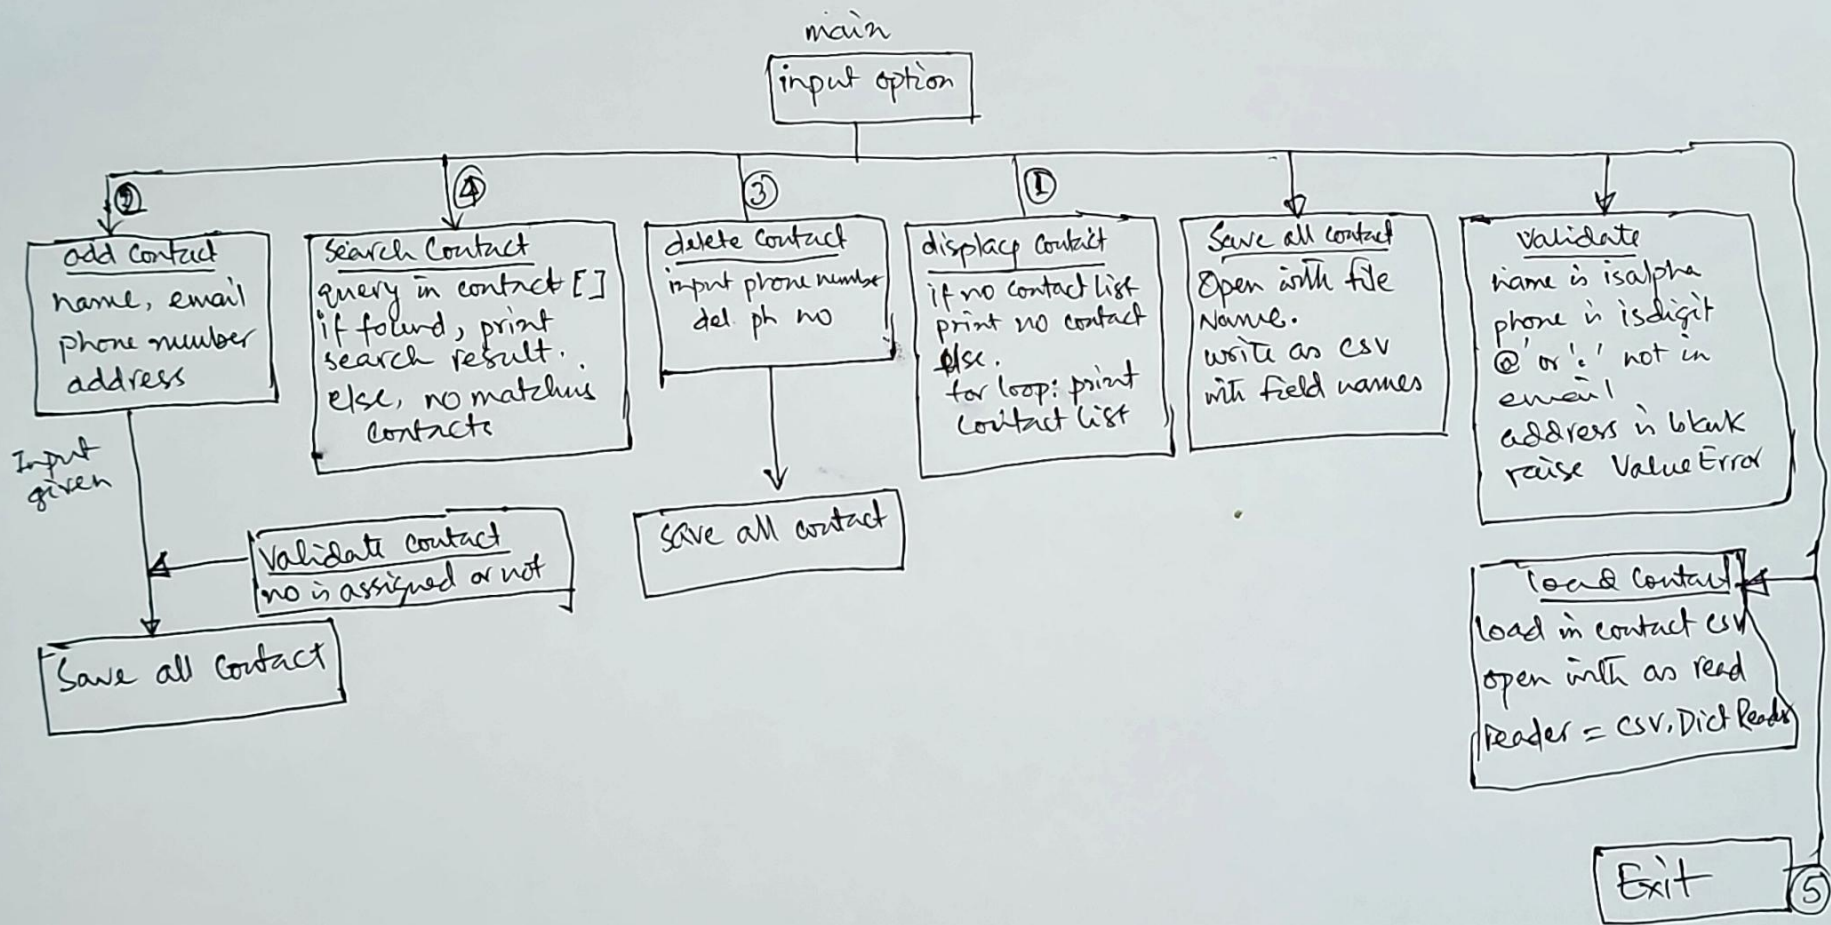 main
input option
②
④
③
①
add Contact
name, email
phone number
address
Search Contact
query in contact []
if found, print
search result.
else, no matching
Contacts
delete Contact
input phone number
del. ph no
display Contact
if no contact list
print no contact
else.
for loop: print
Contact list
Save all contact
Open with file
Name.
write as csv
with field names
Validate
name is isalpha
phone is isdigit
'@' or '.' not in
email
address is blank
raise ValueError
Input
given
Validate contact
no is assigned or not
Save all Contact
Save all contact
load Contact
load in contact csv
open with as read
reader = csv.DictReader
Exit
⑤